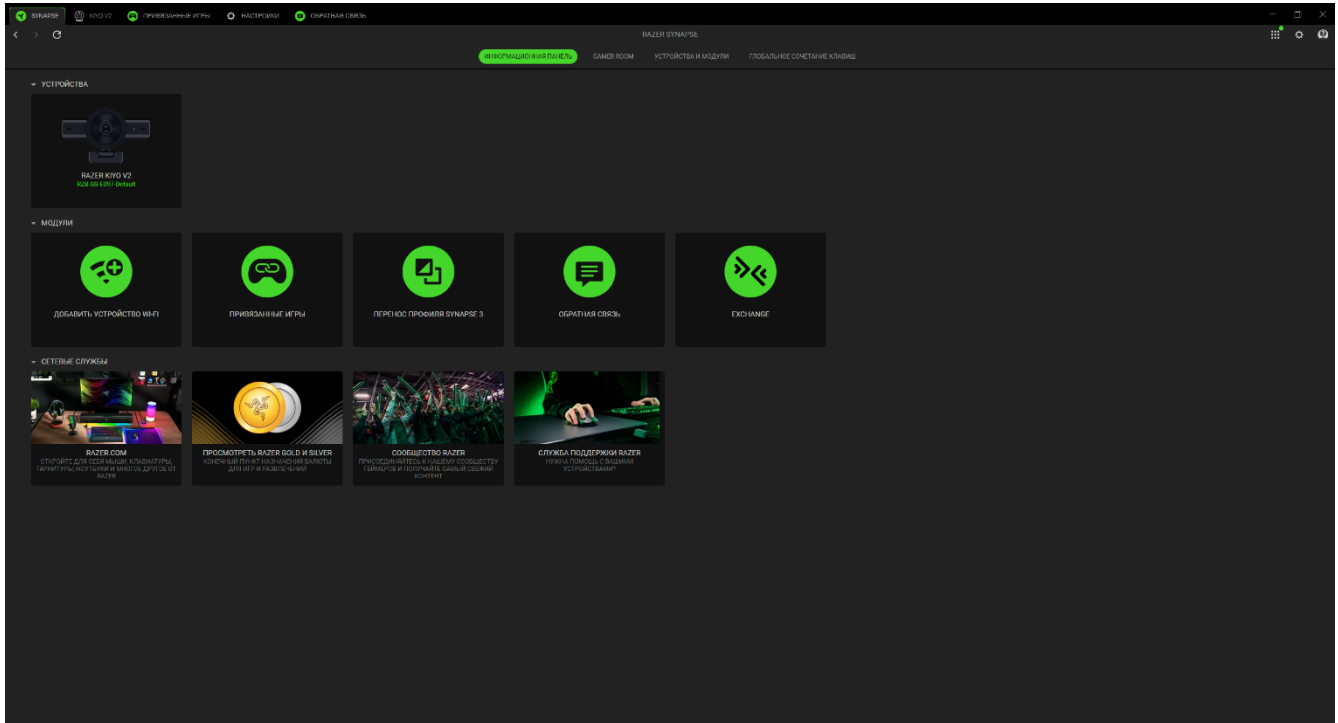 SYNAPSE
KIYO V2
ПРИВЯЗАННЫЕ ИГРЫ
НАСТРОЙКИ
ОБРАТНАЯ СВЯЗЬ
RAZER SYNAPSE
ИНФОРМАЦИОННАЯ ПАНЕЛЬ
GAMER ROOM
УСТРОЙСТВА И МОДУЛИ
ГЛОБАЛЬНОЕ СОЧЕТАНИЕ КЛАВИШ
УСТРОЙСТВА
RAZER KIYO V2
RZB-SG-E097-Default
МОДУЛИ
ДОБАВИТЬ УСТРОЙСТВО WI-FI
ПРИВЯЗАННЫЕ ИГРЫ
ПЕРЕНОС ПРОФИЛЯ SYNAPSE 3
ОБРАТНАЯ СВЯЗЬ
EXCHANGE
СЕТЕВЫЕ СЛУЖБЫ
RAZER.COM
ОТКРОЙТЕ ДЛЯ СЕБЯ МЫШИ, КЛАВИАТУРЫ,
ГАРНИТУРЫ, НОУТБУКИ И МНОГОЕ ДРУГОЕ ОТ
RAZER
ПРОСМОТРЕТЬ RAZER GOLD И SILVER
КОНЕЧНЫЙ ПУНКТ НАЗНАЧЕНИЯ ВАЛЮТЫ
ДЛЯ ИГР И РАЗВЛЕЧЕНИЙ
СООБЩЕСТВО RAZER
ПРИСОЕДИНЯЙТЕСЬ К НАШЕМУ СООБЩЕСТВУ
ГЕЙМЕРОВ И ПОЛУЧАЙТЕ САМЫЙ СВЕЖИЙ
КОНТЕНТ
СЛУЖБА ПОДДЕРЖКИ RAZER
НУЖНА ПОМОЩЬ С ВАШИМИ
УСТРОЙСТВАМИ?